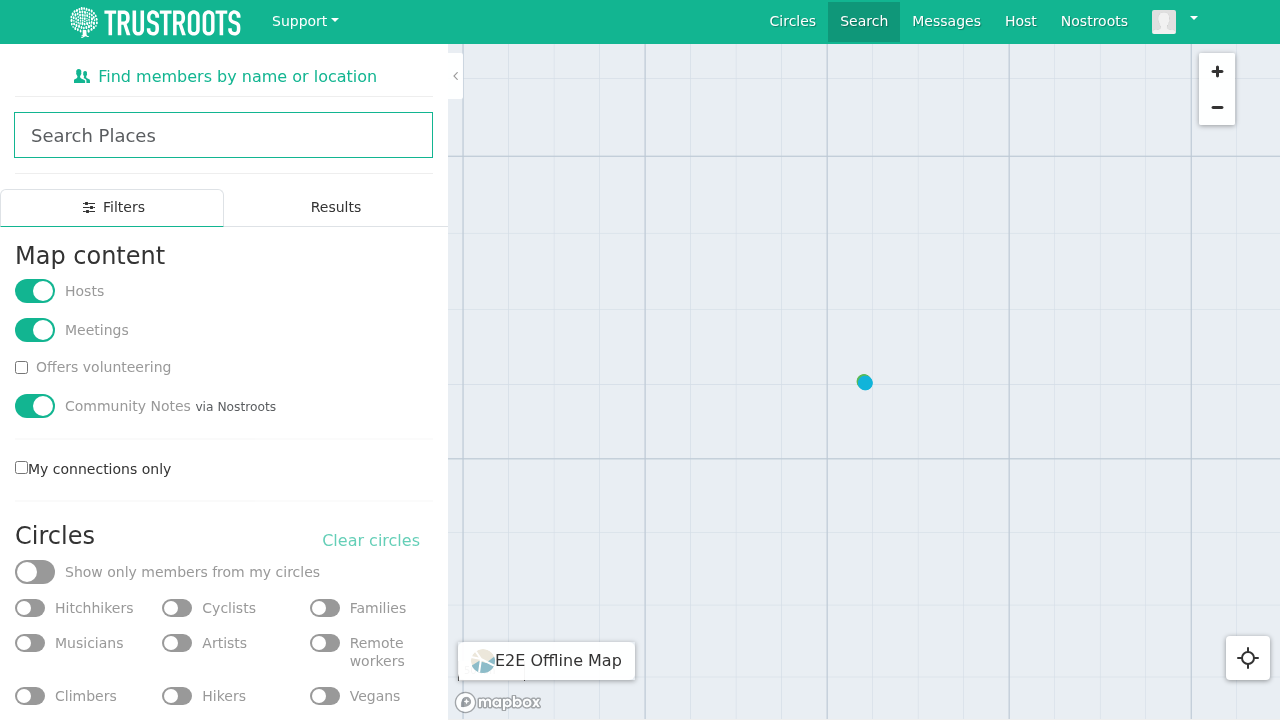 TRUSTROOTS
Support
Circles
Search
Messages
Host
Nostroots
Find members by name or location
Search Places
Filters
Results
Map content
Hosts
Meetings
Offers volunteering
Community Notes via Nostroots
My connections only
Circles
Clear circles
Show only members from my circles
Hitchhikers
Cyclists
Families
Musicians
Artists
Remote
workers
Climbers
Hikers
Vegans
E2E Offline Map
mapbox